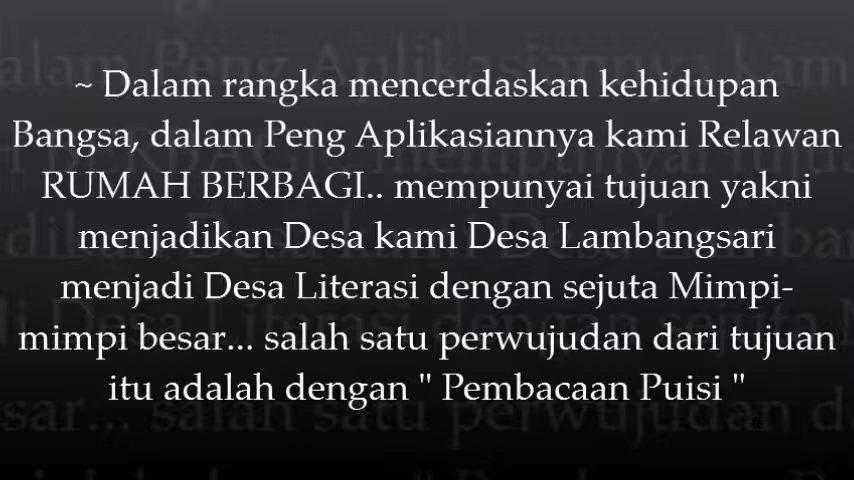 ~ Dalam rangka mencerdaskan kehidupan
Bangsa, dalam Peng Aplikasiannya kami Relawan
RUMAH BERBAGI.. mempunyai tujuan yakni
menjadikan Desa kami Desa Lambangsari
menjadi Desa Literasi dengan sejuta Mimpi-
mimpi besar... salah satu perwujudan dari tujuan
itu adalah dengan " Pembacaan Puisi "